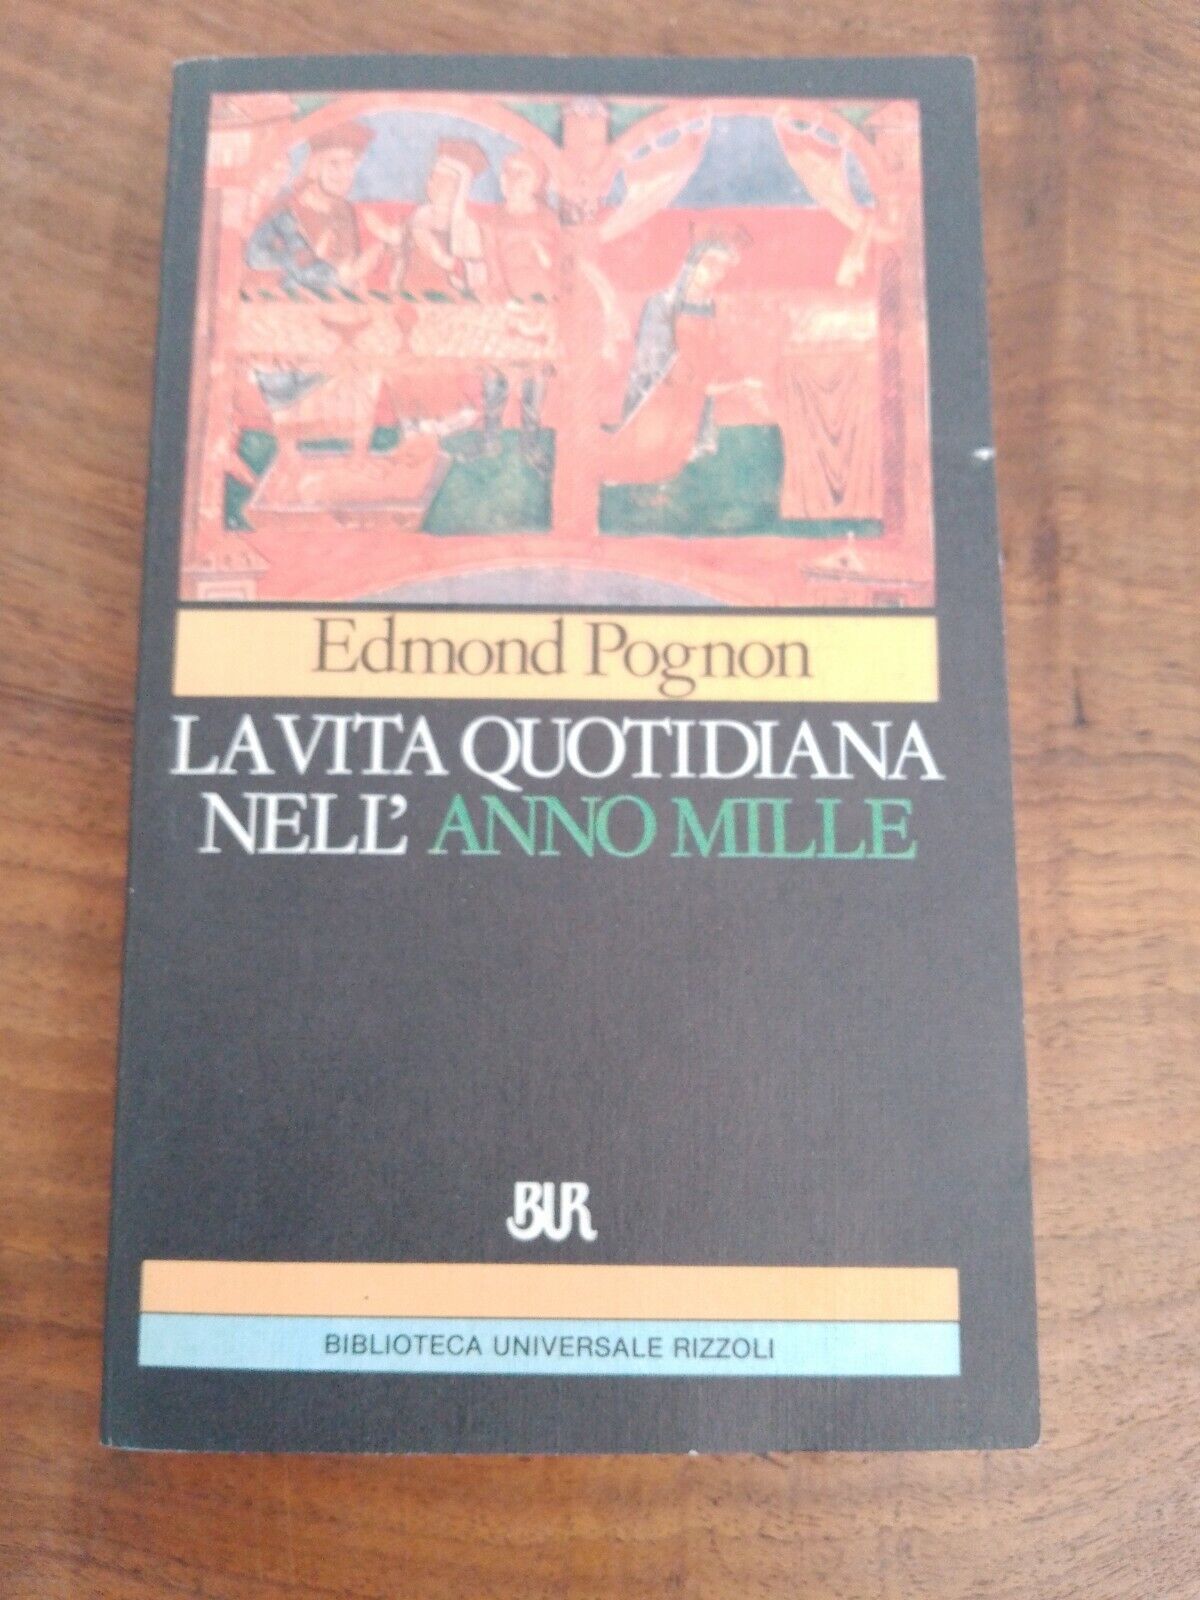 Edmond Pognon
LA VITA QUOTIDIANA
NELL' ANNO MILLE
BUR
BIBLIOTECA UNIVERSALE RIZZOLI